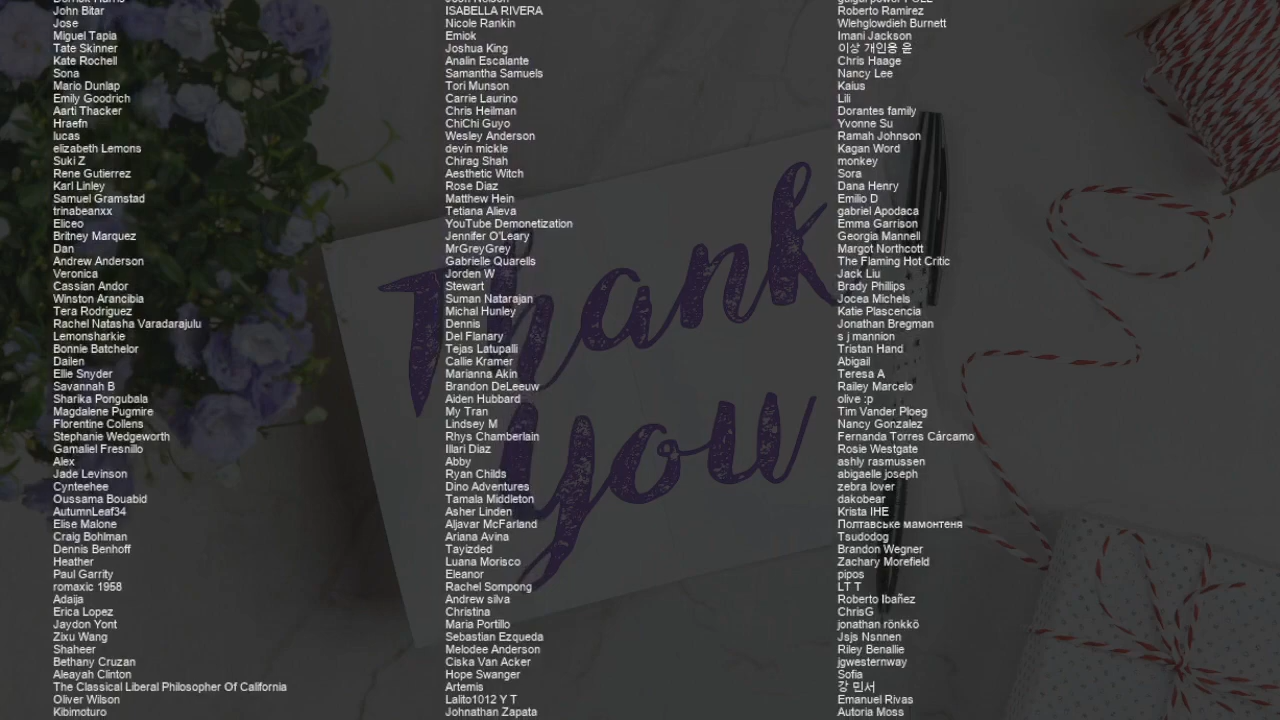 John Bitar
Jose
Miguel Tapia
Tate Skinner
Kate Rochell
Sona
Mario Dunlap
Emily Goodrich
Aarti Thacker
Hraefn
lucas
elizabeth Lemons
Suki Z
Rene Gutierrez
Karl Linley
Samuel Gramstad
trinabeanxx
Eliceo
Britney Marquez
Dan
Andrew Anderson
Veronica
Cassian Andor
Winston Arancibia
Tera Rodriguez
Rachel Natasha Varadarajulu
Lemonsharkie
Bonnie Batchelor
Dailen
Ellie Snyder
Savannah B
Sharika Pongubala
Magdalene Pugmire
Florentine Collens
Stephanie Wedgeworth
Gamaliel Fresnillo
Alex
Jade Levinson
Cynteehee
Oussama Bouabid
AutumnLeaf34
Elise Malone
Craig Bohlman
Dennis Benhoff
Heather
Paul Garrity
romaxic 1958
Adaija
Erica Lopez
Jaydon Yont
Zixu Wang
Shaheer
Bethany Cruzan
Aleayah Clinton
The Classical Liberal Philosopher Of California
Oliver Wilson
Kibimoturo
ISABELLA RIVERA
Nicole Rankin
Emiok
Joshua King
Analin Escalante
Samantha Samuels
Tori Munson
Carrie Laurino
Chris Heilman
ChiChi Guyo
Wesley Anderson
devin mickle
Chirag Shah
Aesthetic Witch
Rose Diaz
Matthew Hein
Tetiana Alieva
YouTube Demonetization
Jennifer O'Leary
MrGreyGrey
Gabrielle Quarells
Jorden W
Stewart
Suman Natarajan
Michal Hunley
Dennis
Del Flanary
Tejas Latupalli
Callie Kramer
Marianna Akin
Brandon DeLeeuw
Aiden Hubbard
My Tran
Lindsey M
Rhys Chamberlain
Illari Diaz
Abby
Ryan Childs
Dino Adventures
Tamala Middleton
Asher Linden
Aljavar McFarland
Ariana Avina
Tayizded
Luana Morisco
Eleanor
Rachel Sompong
Andrew silva
Christina
Maria Portillo
Sebastian Ezqueda
Melodee Anderson
Ciska Van Acker
Hope Swanger
Artemis
Lalito1012 Y T
Johnathan Zapata
Roberto Ramirez
Wlehglowdieh Burnett
Imani Jackson
이상 개인용 윤
Chris Haage
Nancy Lee
Kaius
Lili
Dorantes family
Yvonne Su
Ramah Johnson
Kagan Word
monkey
Sora
Dana Henry
Emilio D
gabriel Apodaca
Emma Garrison
Georgia Mannell
Margot Northcott
The Flaming Hot Critic
Jack Liu
Brady Phillips
Jocea Michels
Katie Plascencia
Jonathan Bregman
s j mannion
Tristan Hand
Abigail
Teresa A
Railey Marcelo
olive :p
Tim Vander Ploeg
Nancy Gonzalez
Fernanda Torres Cárcamo
Rosie Westgate
ashly rasmussen
abigaelle joseph
zebra lover
dakobear
Krista IHE
Полтавське мамонтеня
Tsudodog
Brandon Wegner
Zachary Morefield
pipos
LT T
Roberto Ibañez
ChrisG
jonathan rönkkö
Jsjs Nsnnen
Riley Benallie
jgwesternway
Sofia
강 민서
Emanuel Rivas
Autoria Moss
Thank
you